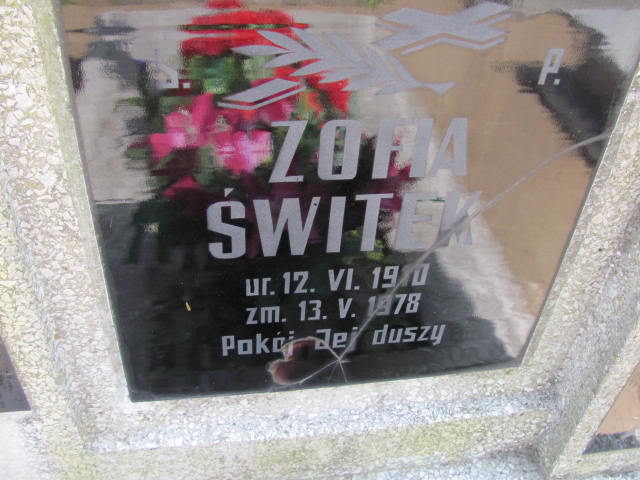 Ś. P.
ZOFIA
ŚWITEK
ur. 12. VI. 1910
zm. 13. V. 1978
Pokój Jej duszy